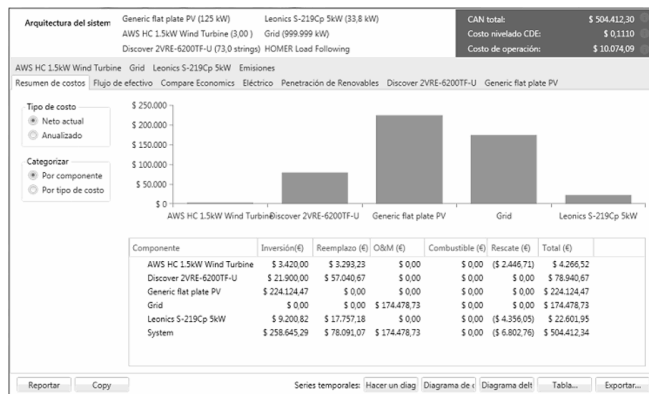 Arquitectura del sistem
Generic flat plate PV (125 kW)
Leonics S-219Cp 5kW (33,8 kW)
AWS HC 1.5kW Wind Turbine (3,00 )
Grid (999.999 kW)
Discover 2VRE-6200TF-U (73,0 strings)
HOMER Load Following
CAN total: $ 504.412,30
Costo nivelado CDE: $ 0,1110
Costo de operación: $ 10.074,09
AWS HC 1.5kW Wind Turbine Grid Leonics S-219Cp 5kW Emisiones
Resumen de costos Flujo de efectivo Compare Economics Eléctrico Penetración de Renovables Discover 2VRE-6200TF-U Generic flat plate PV
Tipo de costo
Neto actual
Anualizado
Categorizar
Por componente
Por tipo de costo
$ 250.000
$ 200.000
$ 150.000
$ 100.000
$ 50.000
$ 0
AWS HC 1.5kW Wind Turbine Discover 2VRE-6200TF-U Generic flat plate PV Grid Leonics S-219Cp 5kW
Componente Inversión(€) Reemplazo (€) O&M (€) Combustible (€) Rescate (€) Total (€)
AWS HC 1.5kW Wind Turbine $ 3.420,00 $ 3.293,23 $ 0,00 $ 0,00 ($ 2.446,71) $ 4.266,52
Discover 2VRE-6200TF-U $ 21.900,00 $ 57.040,67 $ 0,00 $ 0,00 $ 0,00 $ 78.940,67
Generic flat plate PV $ 224.124,47 $ 0,00 $ 0,00 $ 0,00 $ 0,00 $ 224.124,47
Grid $ 0,00 $ 0,00 $ 174.478,73 $ 0,00 $ 0,00 $ 174.478,73
Leonics S-219Cp 5kW $ 9.200,82 $ 17.757,18 $ 0,00 $ 0,00 ($ 4.356,05) $ 22.601,95
System $ 258.645,29 $ 78.091,07 $ 174.478,73 $ 0,00 ($ 6.802,76) $ 504.412,34
Reportar Copy Series temporales: Hacer un diag Diagrama de c Diagrama delt Tabla... Exportar...